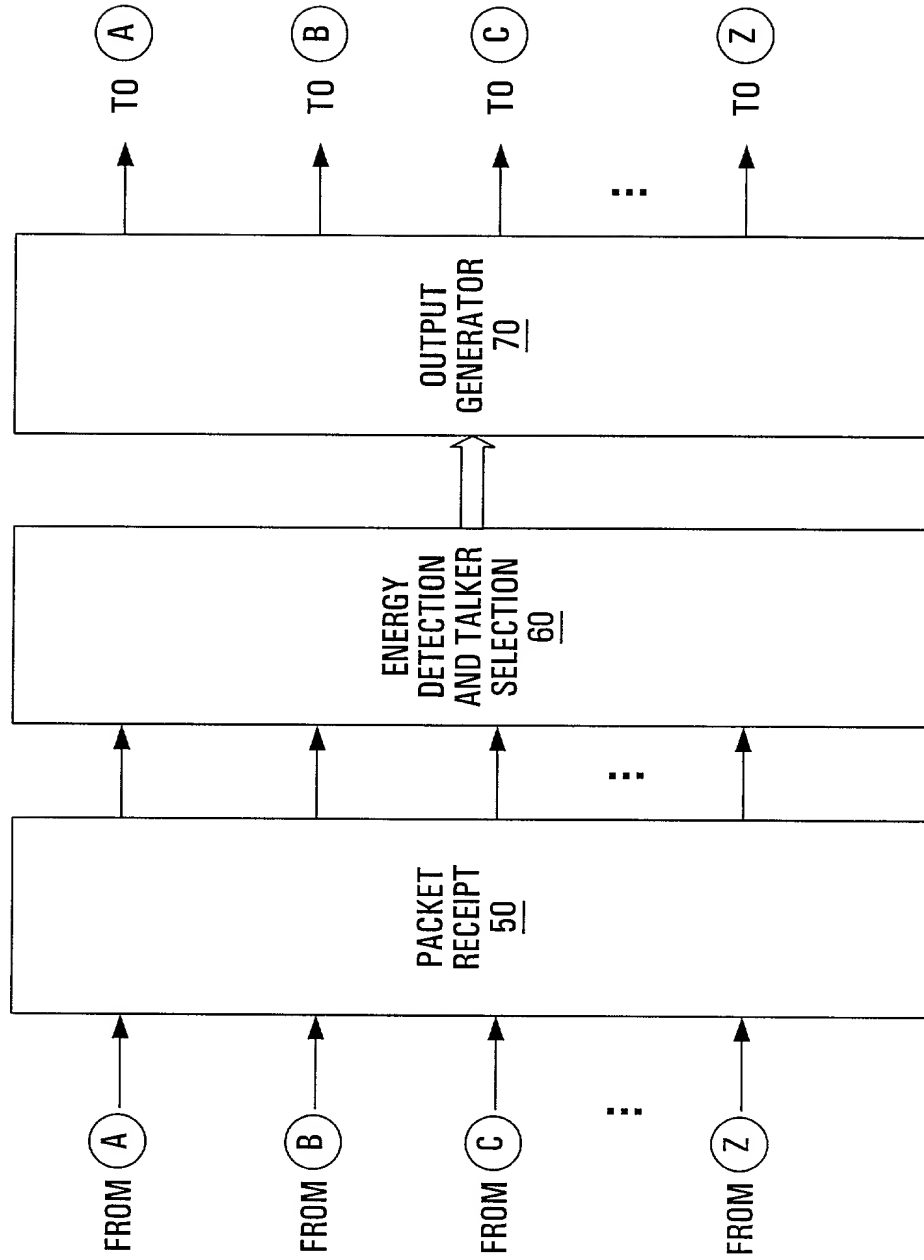 FROM A
FROM B
FROM C
...
FROM Z
PACKET
RECEIPT
50
...
ENERGY
DETECTION
AND TALKER
SELECTION
60
OUTPUT
GENERATOR
70
TO A
TO B
TO C
...
TO Z